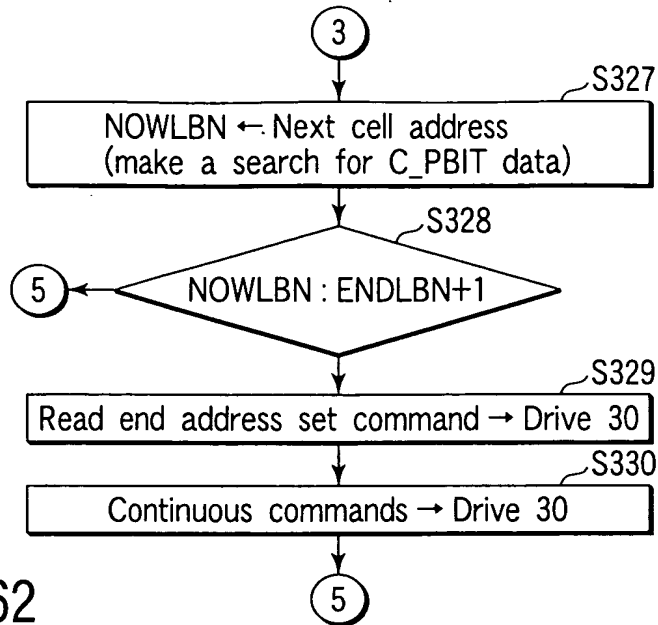 3
S327
NOWLBN ← Next cell address
(make a search for C_PBIT data)
S328
5
NOWLBN : ENDLBN+1
S329
Read end address set command → Drive 30
S330
Continuous commands → Drive 30
62
5